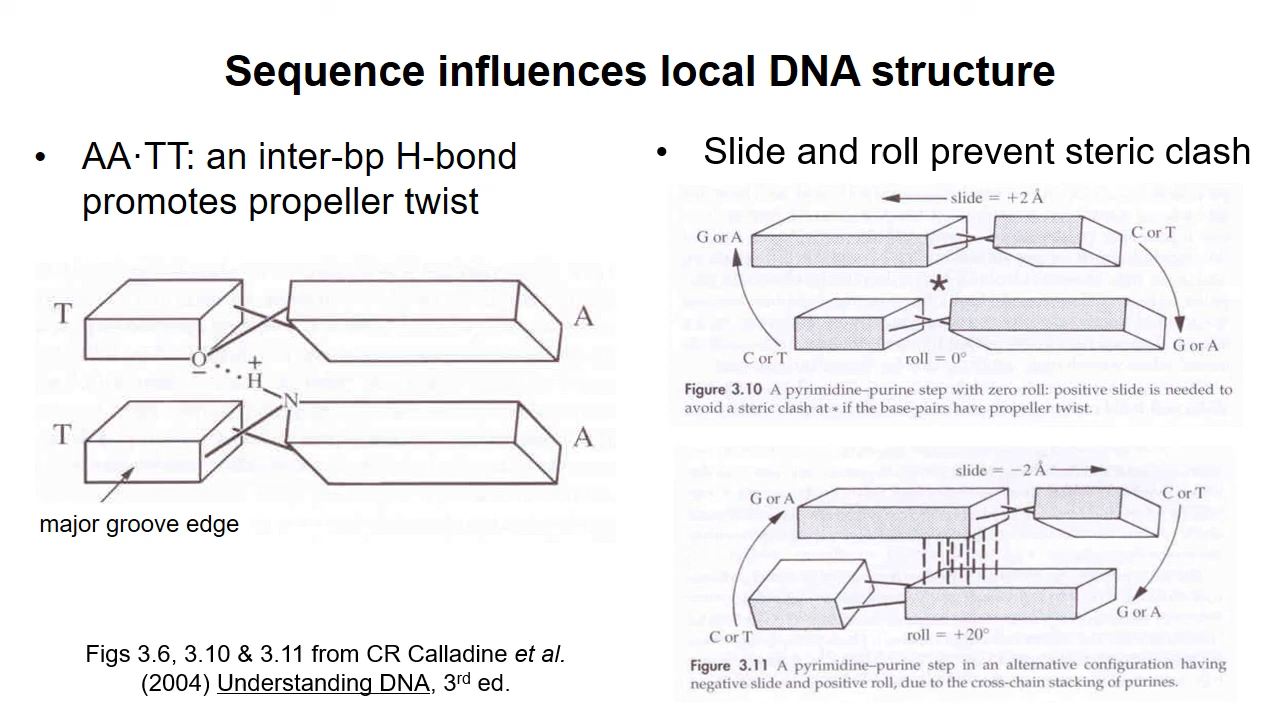 Sequence influences local DNA structure
• AA·TT: an inter-bp H-bond
promotes propeller twist
T
A
O
+
H
N
T
A
major groove edge
Figs 3.6, 3.10 & 3.11 from CR Calladine et al.
(2004) Understanding DNA, 3rd ed.
• Slide and roll prevent steric clash
slide = +2 Å
G or A
C or T
*
C or T
roll = 0°
G or A
Figure 3.10 A pyrimidine–purine step with zero roll: positive slide is needed to
avoid a steric clash at * if the base-pairs have propeller twist.
slide = −2 Å
G or A
C or T
G or A
C or T
roll = +20°
Figure 3.11 A pyrimidine–purine step in an alternative configuration having
negative slide and positive roll, due to the cross-chain stacking of purines.